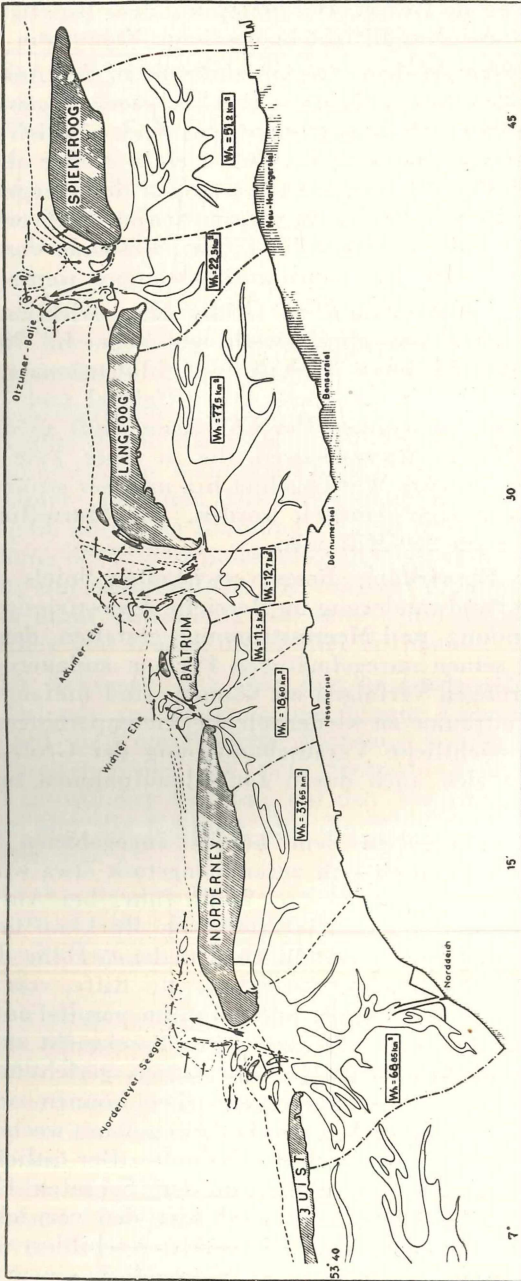 Otzumer-Balje
SPIEKEROOG
Wh = 51,2 km²
Neu-Harlingersiel
Wh = 22,5 km²
LANGEOOG
Wh = 77,5 km²
Bensersiel
Accumer-Ehe
Dornumersiel
Wh = 12,7 km²
BALTRUM
Wh = 11,5 km²
Wichter-Ehe
Wh = 18,60 km²
Nessmersiel
NORDERNEY
Wh = 37,65 km²
Norderneyer-Seegat
Norddeich
Wh = 68,65 km²
JUIST
53 40
7°
15'
30'
45'